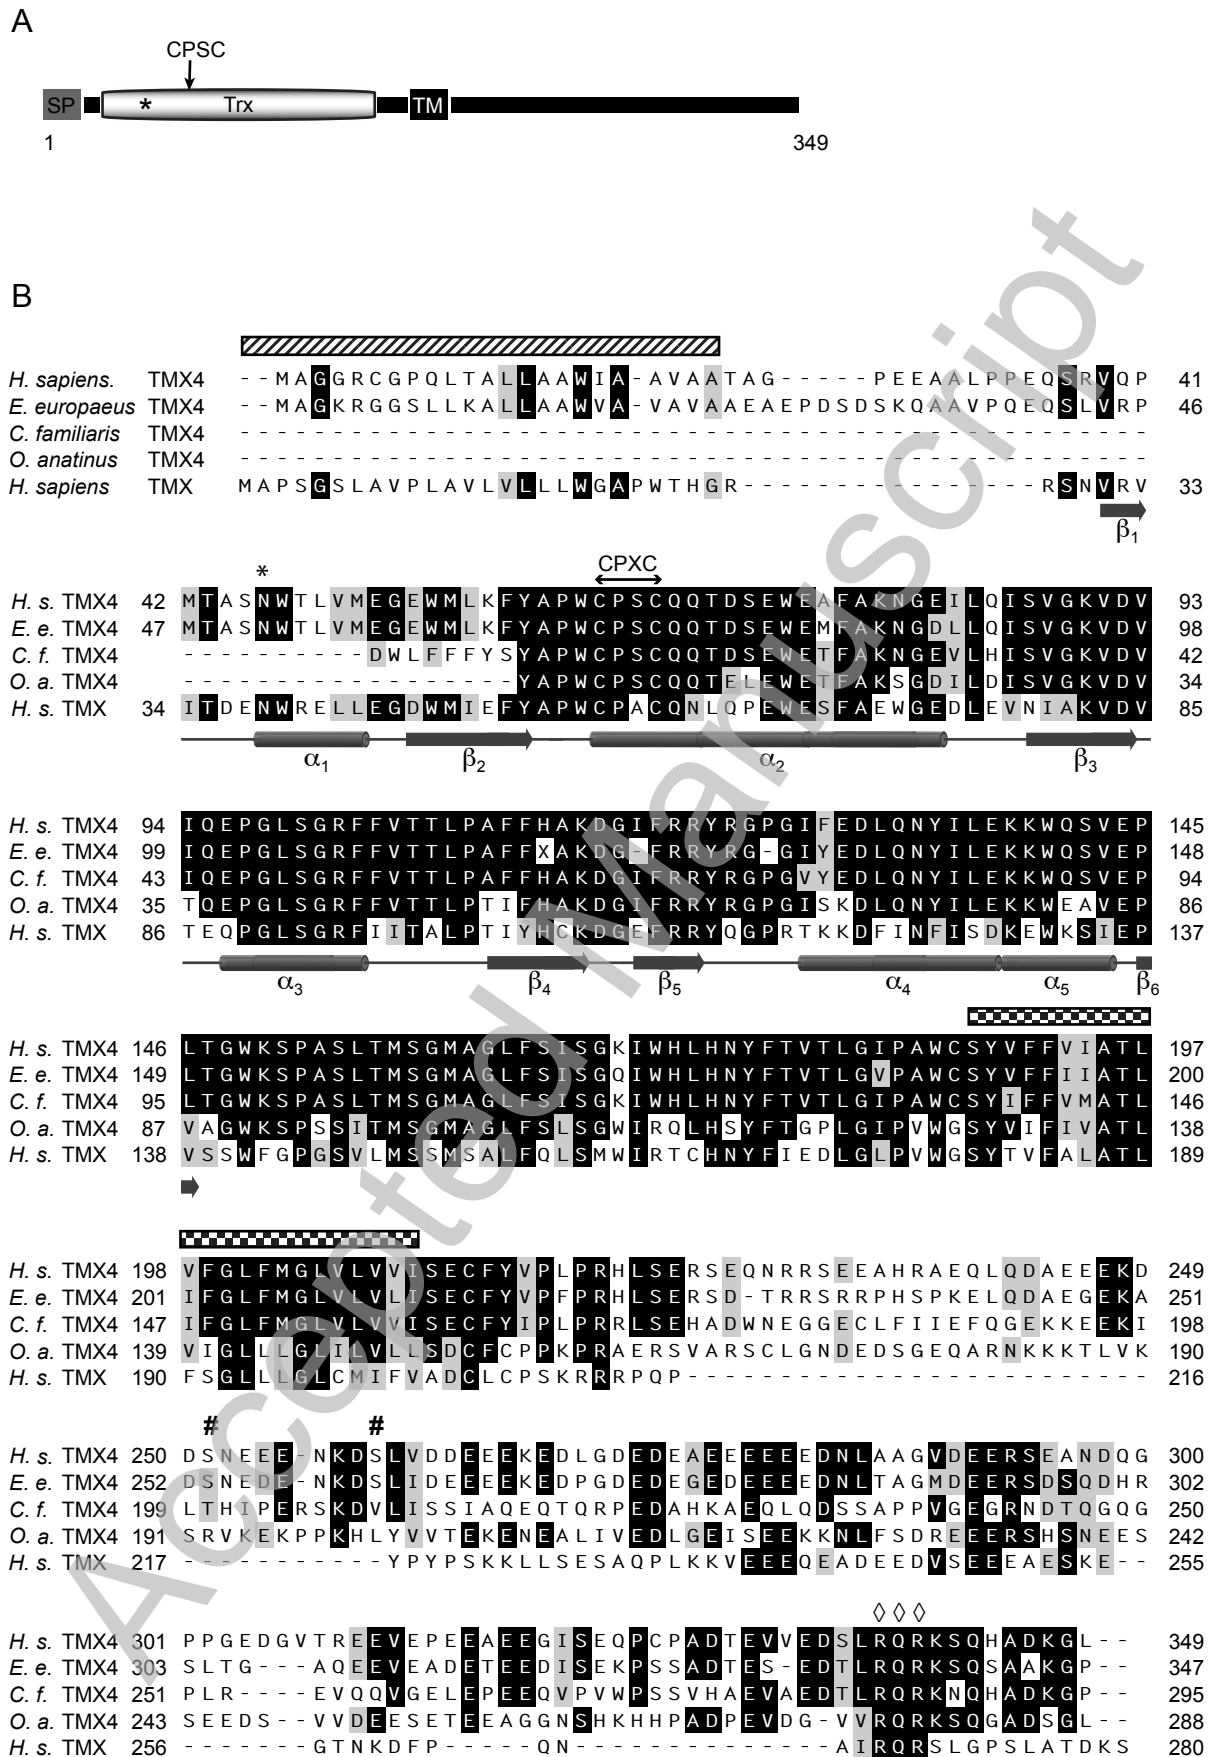 A
CPSC
SP * Trx TM
1 349
B
H. sapiens. TMX4 --MAGGRCGPQLTALLAAWIA-AVAATAG-----PEEAALPPEQSRVQP 41
E. europaeus TMX4 --MAGKRGGSLLKALLAAWVA-VAVAAEAEPDSDSKQAAVPQEQSLVRP 46
C. familiaris TMX4 -------------------------------------------------
O. anatinus TMX4 -------------------------------------------------
H. sapiens TMX MAPSGSLAVPLAVLVLLLWGAPWTHGR----------------RSNVRV 33
β1
* CPXC
H. s. TMX4 42 MTASNWTLVMEGEWMLKFYAPWCPSCQQTDSEWEAFAKNGEILQISVGKVDV 93
E. e. TMX4 47 MTASNWTLVMEGEWMLKFYAPWCPSCQQTDSEWEMFAKNGDLLQISVGKVDV 98
C. f. TMX4 ----------DWLFFFYSYAPWCPSCQQTDSEWETFAKNGEVLHISVGKVDV 42
O. a. TMX4 ------------------YAPWCPSCQQTELEWETFAKSGDILDISVGKVDV 34
H. s. TMX 34 ITDENWRELLEGDWMIEFYAPWCPACQNLQPEWESFAEWGEDLEVNIAKVDV 85
α1 β2 α2 β3
H. s. TMX4 94 IQEPGLSGRFFVTTLPAFFHAKDGIFRRYRGPGIFEDLQNYILEKKWQSVEP 145
E. e. TMX4 99 IQEPGLSGRFFVTTLPAFFXAKDG-FRRYRG-GIYEDLQNYILEKKWQSVEP 148
C. f. TMX4 43 IQEPGLSGRFFVTTLPAFFHAKDGIFRRYRGPGVYEDLQNYILEKKWQSVEP 94
O. a. TMX4 35 TQEPGLSGRFFVTTLPTIFHAKDGIFRRYRGPGISKDLQNYILEKKWEAVEP 86
H. s. TMX 86 TEQPGLSGRFIITALPTIYHCKDGEFRRYQGPRTKKDFINFISDKEWKSIEP 137
α3 β4 β5 α4 α5 β6
H. s. TMX4 146 LTGWKSPASLTMSGMAGLFSISGKIWHLHNYFTVTLGIPAWCSYVFFVIATL 197
E. e. TMX4 149 LTGWKSPASLTMSGMAGLFSISGQIWHLHNYFTVTLGVPAWCSYVFFIIATL 200
C. f. TMX4 95 LTGWKSPASLTMSGMAGLFSISGKIWHLHNYFTVTLGIPAWCSYIFFVMATL 146
O. a. TMX4 87 VAGWKSPSSITMSGMAGLFSLSGWIRQLHSYFTGPLGIPVWGSYVIFIVATL 138
H. s. TMX 138 VSSWFGPGSVLMSSMSALFQLSMWIRTCHNYFIEDLGLPVWGSYTVFALATL 189
H. s. TMX4 198 VFGLFMGLVLVVISECFYVPLPRHLSERSEQNRRSEEAHRAEQLQDAEEEKD 249
E. e. TMX4 201 IFGLFMGLVLVLISECFYVPFPRHLSERSD-TRRSRRPHSPKELQDAEGEKA 251
C. f. TMX4 147 IFGLFMGLVLVVISECFYIPLPRRLSEHADWNEGGECLFIIEFQGEKKEEKI 198
O. a. TMX4 139 VIGLLLGLILVLLSDCFCPPKPRAERSVARSCLGNDEDSGEQARNKKKTLVK 190
H. s. TMX 190 FSGLLLGLCMIFVADCLCPSKRRRPQP------------------------- 216
# #
H. s. TMX4 250 DSNEEE-NKDSLVDDEEEKEDLGDEDEAEEEEEEDNLAAGVDEERSEANDQG 300
E. e. TMX4 252 DSNEDE-NKDSLIDEEEEKEDPGDEDEGEDEEEEDNLTAGMDEERSDSQDHR 302
C. f. TMX4 199 LTHCPERSKDVLISSIAQEQTQRPEDAHKAEQLQDSSAPPVGEGRNDTQGQG 250
O. a. TMX4 191 SRVKEKPPKHLYVVTEKENEALIVEDLGEISEEKKNLFSDREEERSHSNEES 242
H. s. TMX 217 -----------YPYPSKKLLSESAQPLKKVEEEQEADEEDVSEEEAESKE-- 255
◊◊◊
H. s. TMX4 301 PPGEDGVTREEVEPEEAEEGISEQPCPADTEVVEDSLRQRKSQHADKGL-- 349
E. e. TMX4 303 SLTG---AQEEVEADETEEDISEKPSSADTES-EDTLRQRKSQSAAKGP-- 347
C. f. TMX4 251 PLR----EVQQVGELEPEEQVPVWPSSVHAEVAEDTLRQRKNQHADKGP-- 295
O. a. TMX4 243 SEEDS--VVDEESETEEAGGNSHKHHPADPEVDG-VVRQRKSQGADSGL-- 288
H. s. TMX 256 -------GTNKDFP-----QN--------------AIRQRSLGPSLATDKS 280
Accepted Manuscript